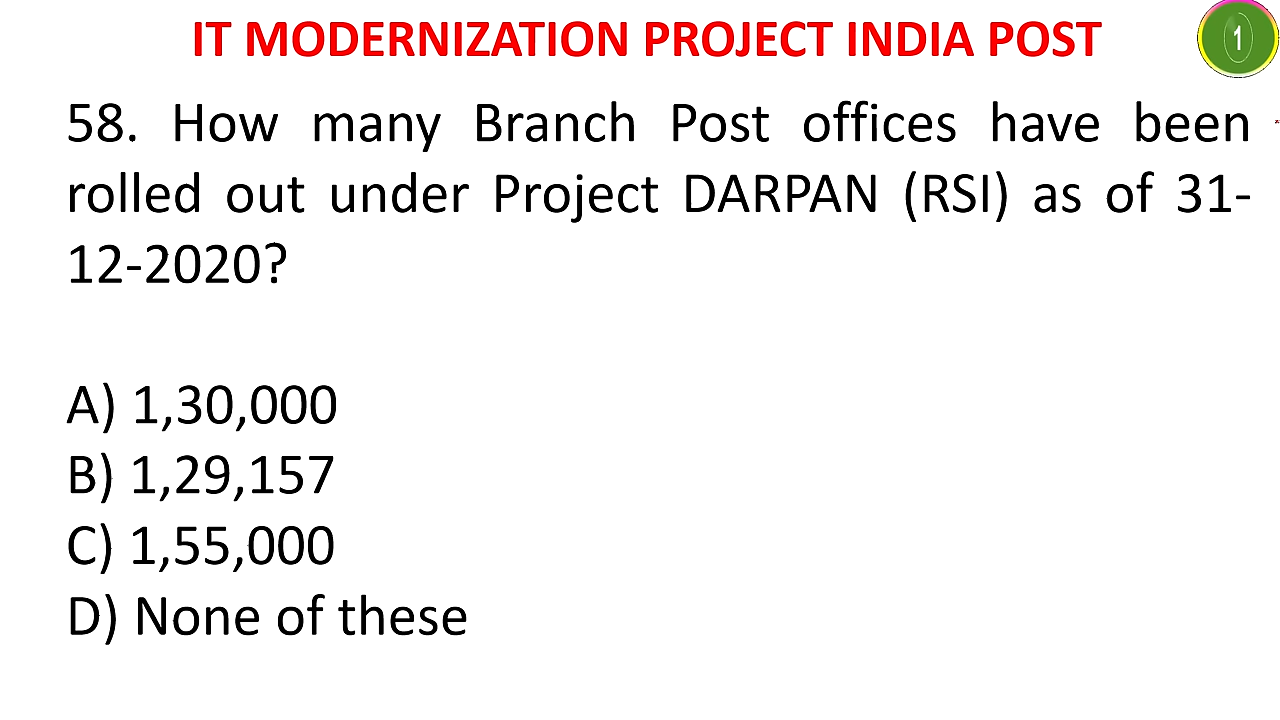 IT MODERNIZATION PROJECT INDIA POST
1
58. How many Branch Post offices have been
rolled out under Project DARPAN (RSI) as of 31-
12-2020?
A) 1,30,000
B) 1,29,157
C) 1,55,000
D) None of these